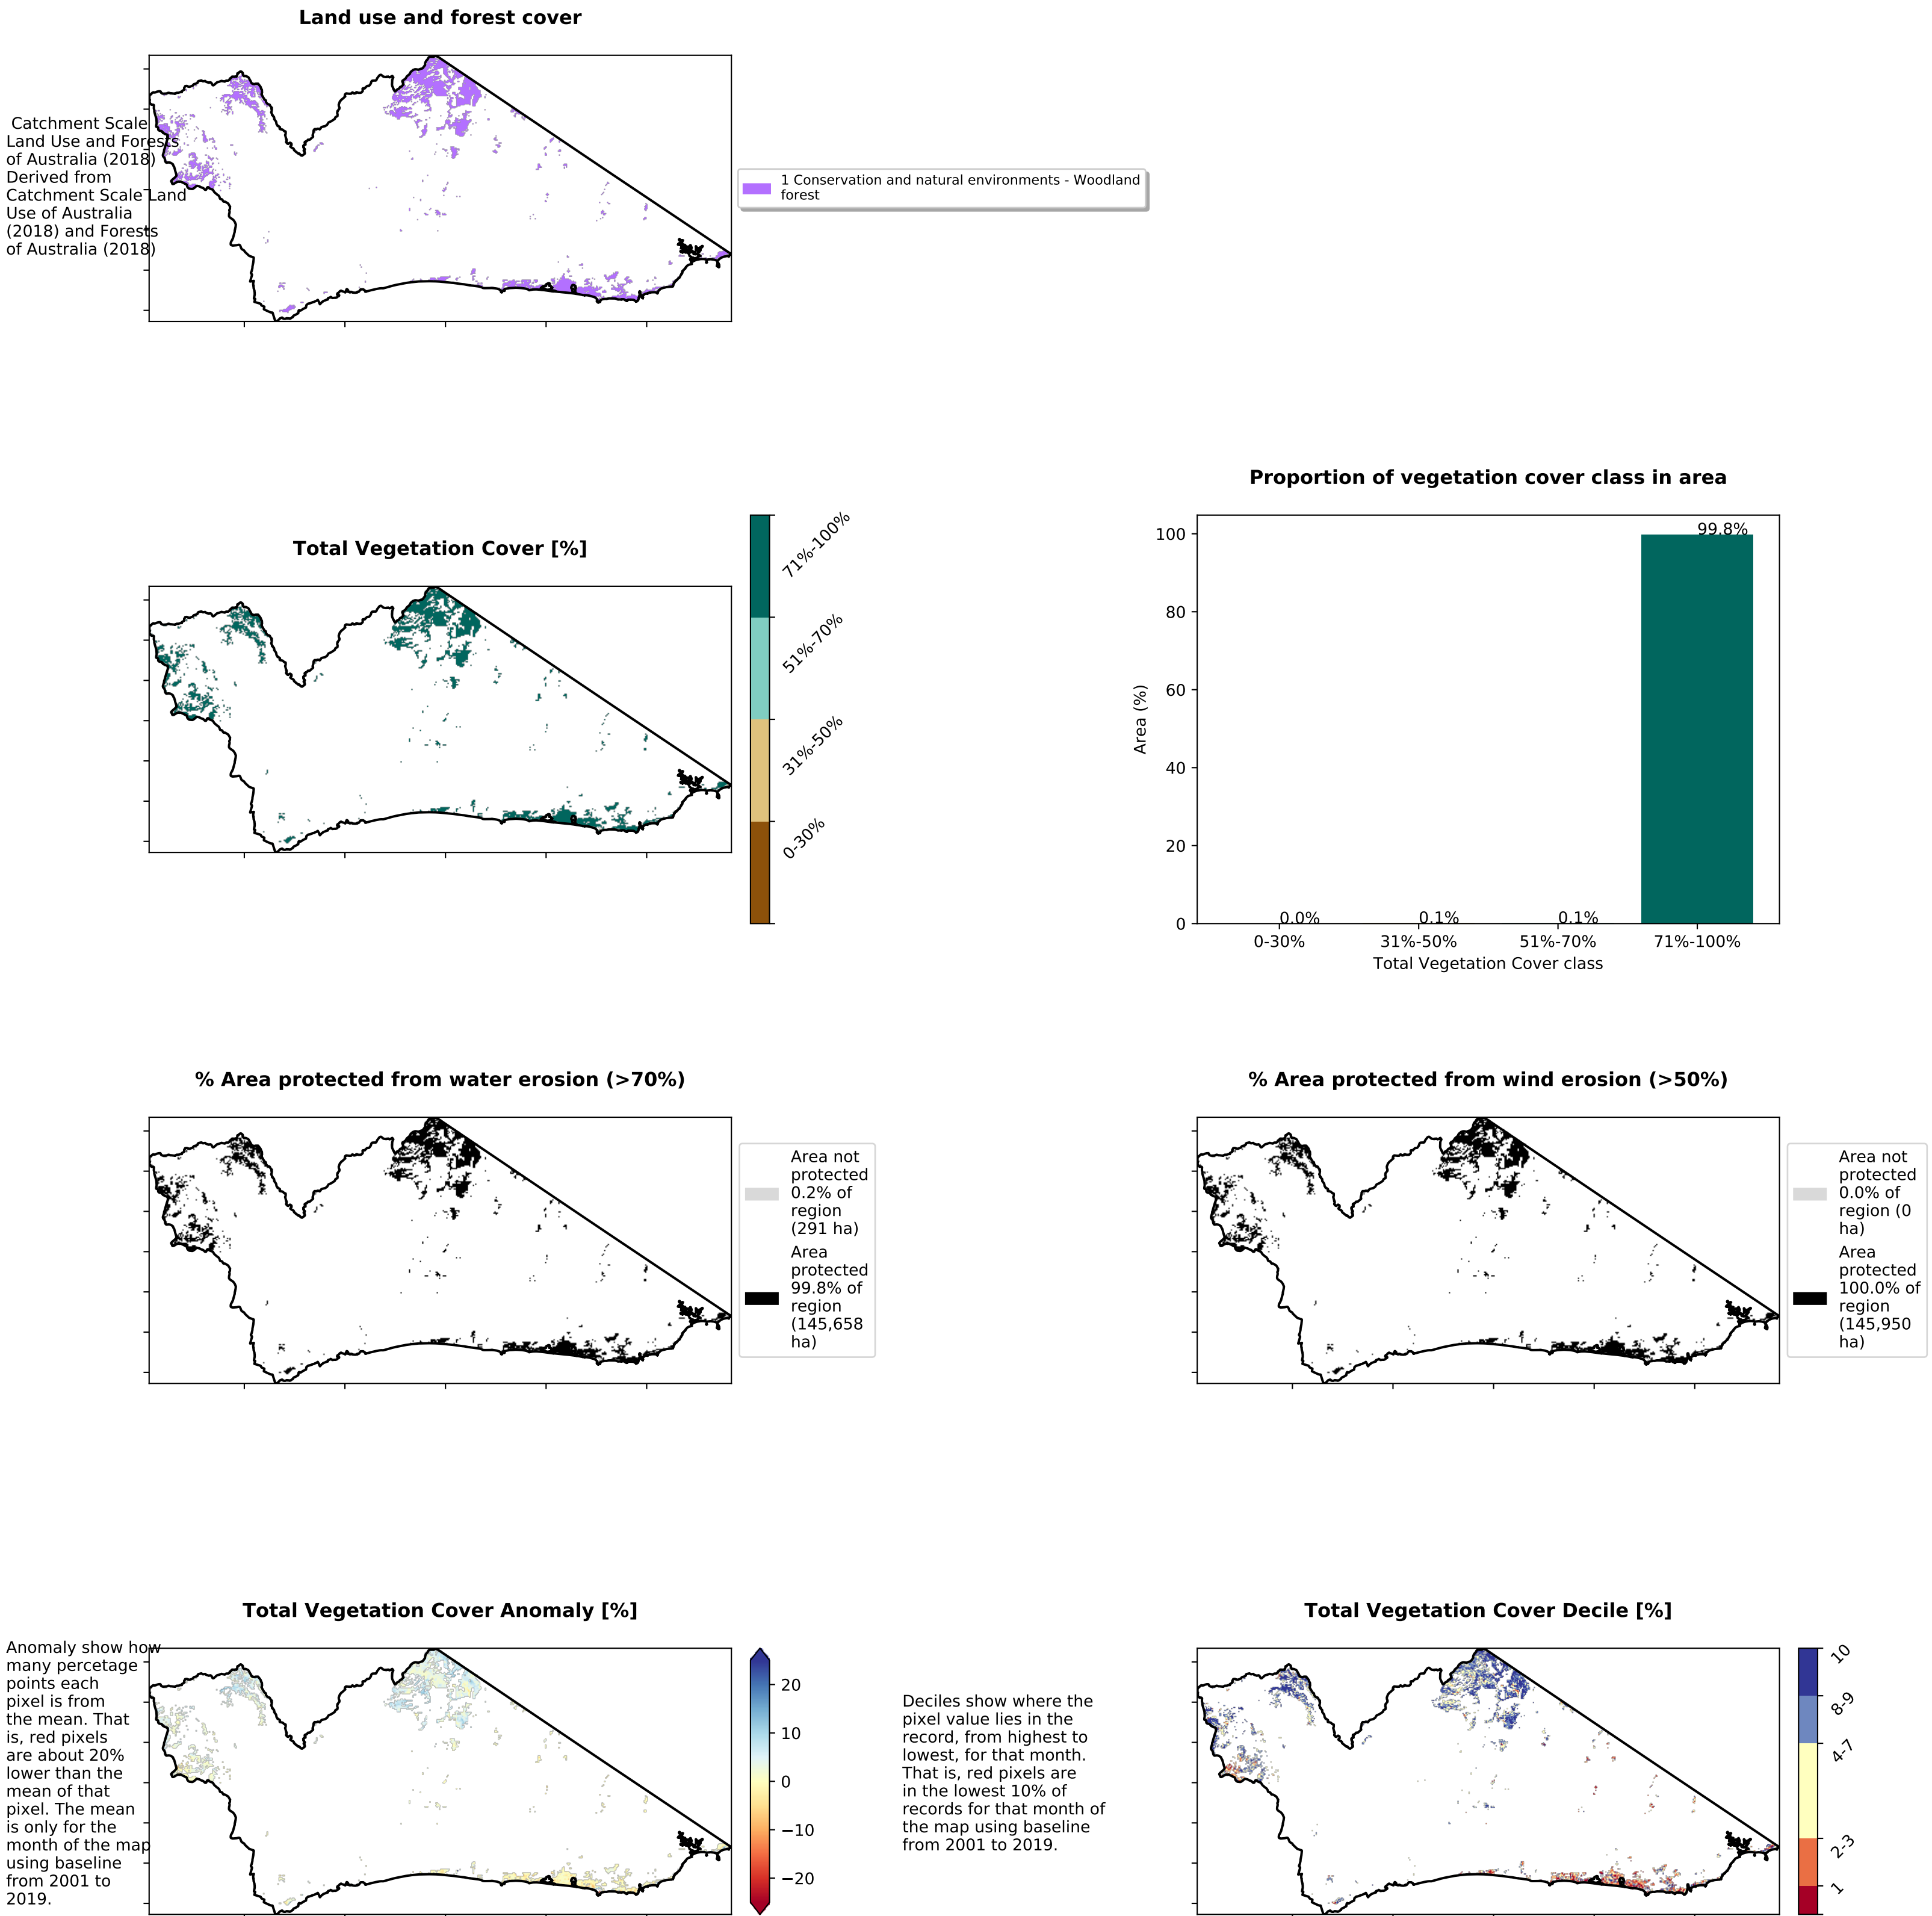 Land use and forest cover
Catchment Scale
Land Use and Forests
of Australia (2018)
Derived from
Catchment Scale Land
Use of Australia
(2018) and Forests
of Australia (2018)
1 Conservation and natural environments - Woodland
forest
Total Vegetation Cover [%]
71%-100%
51%-70%
31%-50%
0-30%
Proportion of vegetation cover class in area
100
80
60
40
20
0
Area (%)
0.0%
0.1%
0.1%
99.8%
0-30%
31%-50%
51%-70%
71%-100%
Total Vegetation Cover class
% Area protected from water erosion (>70%)
Area not
protected
0.2% of
region
(291 ha)
Area
protected
99.8% of
region
(145,658
ha)
% Area protected from wind erosion (>50%)
Area not
protected
0.0% of
region (0
ha)
Area
protected
100.0% of
region
(145,950
ha)
Total Vegetation Cover Anomaly [%]
Anomaly show how
many percetage
points each
pixel is from
the mean. That
is, red pixels
are about 20%
lower than the
mean of that
pixel. The mean
is only for the
month of the map
using baseline
from 2001 to
2019.
20
10
0
−10
−20
Total Vegetation Cover Decile [%]
Deciles show where the
pixel value lies in the
record, from highest to
lowest, for that month.
That is, red pixels are
in the lowest 10% of
records for that month of
the map using baseline
from 2001 to 2019.
10
8-9
4-7
2-3
1